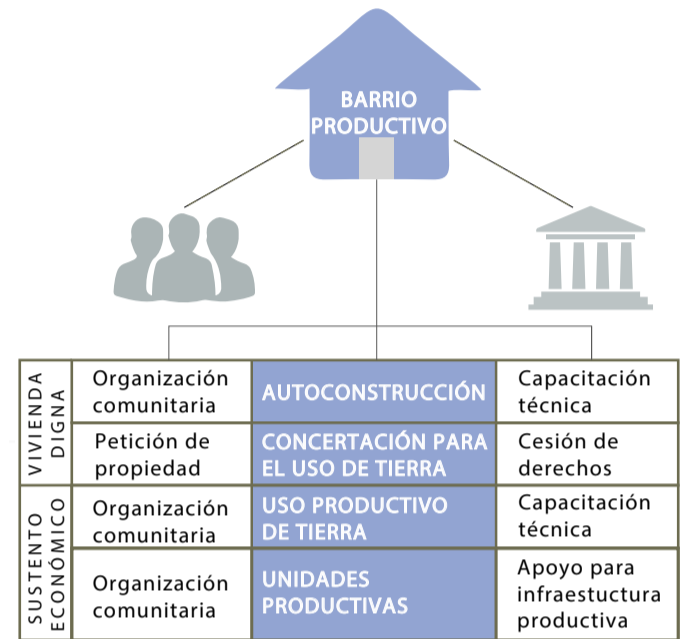 BARRIO
PRODUCTIVO
VIVIENDA
DIGNA
Organización
comunitaria
AUTOCONSTRUCCIÓN
Capacitación
técnica
Petición de
propiedad
CONCERTACIÓN PARA
EL USO DE TIERRA
Cesión de
derechos
SUSTENTO
ECONÓMICO
Organización
comunitaria
USO PRODUCTIVO
DE TIERRA
Capacitación
técnica
Organización
comunitaria
UNIDADES
PRODUCTIVAS
Apoyo para
infraestuctura
productiva